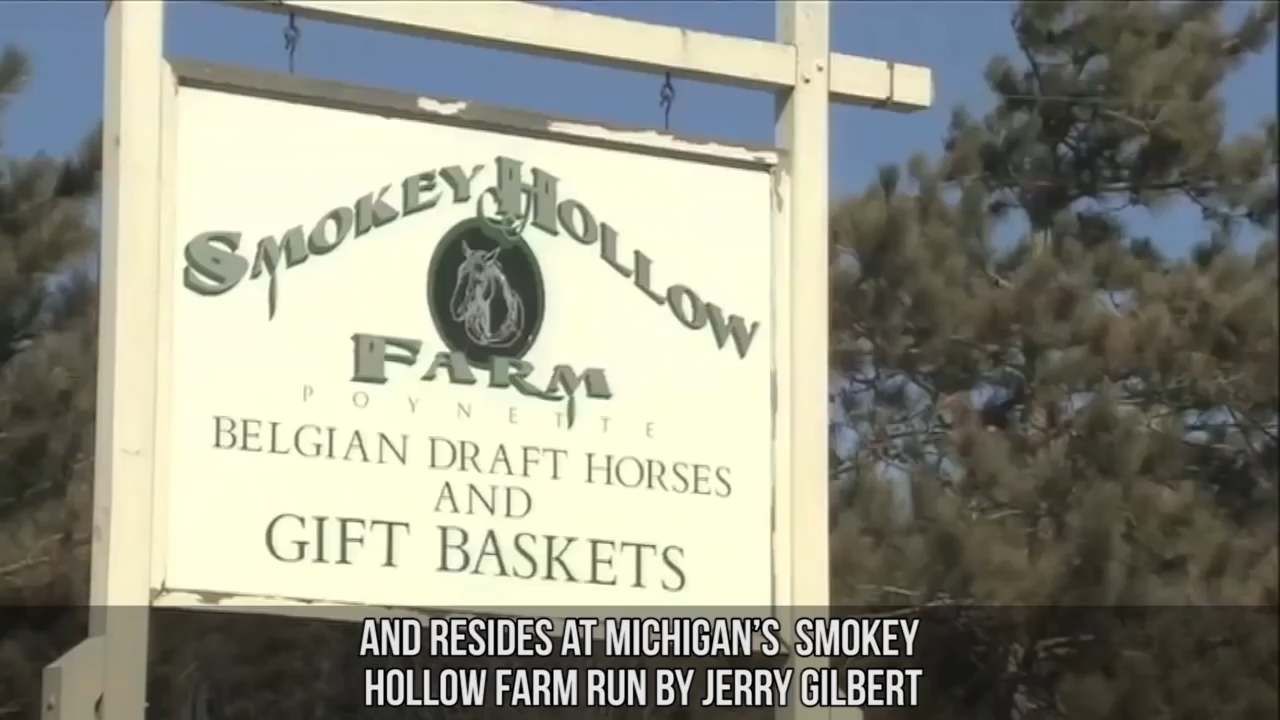 SMOKEY HOLLOW
FARM
POYNETTE
BELGIAN DRAFT HORSES
AND
GIFT BASKETS
AND RESIDES AT MICHIGAN'S SMOKEY
HOLLOW FARM RUN BY JERRY GILBERT